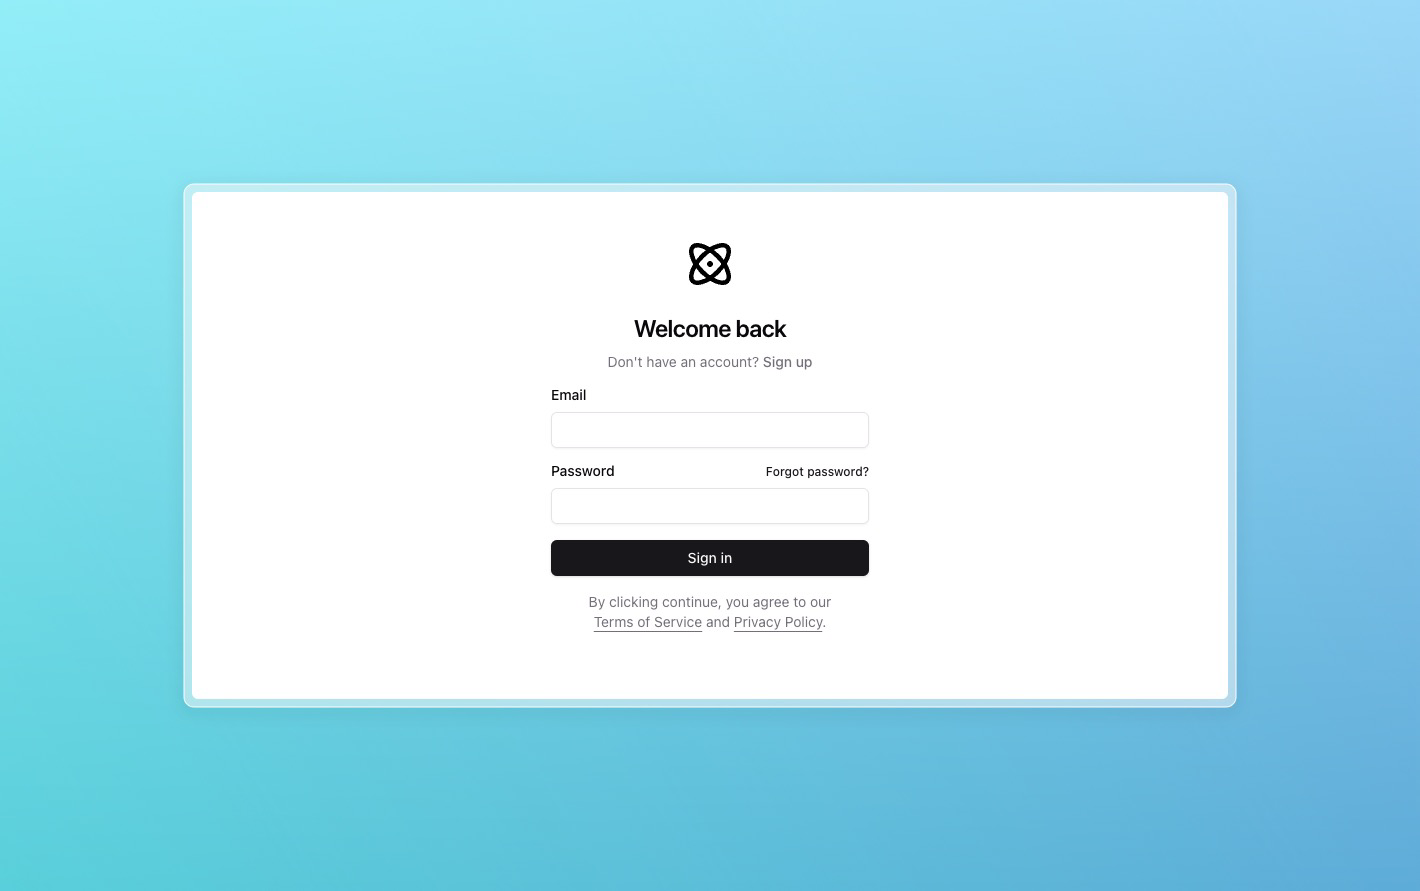 Welcome back
Don't have an account? Sign up
Email
Password
Forgot password?
Sign in
By clicking continue, you agree to our
Terms of Service and Privacy Policy.